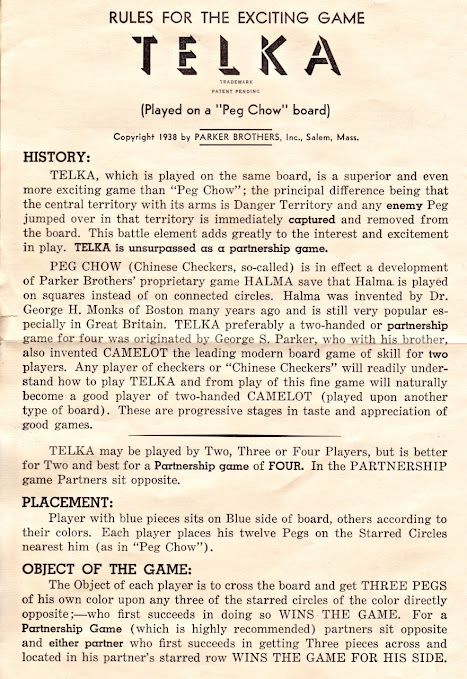 RULES FOR THE EXCITING GAME
TELKA
TRADEMARK
PATENT PENDING
(Played on a "Peg Chow" board)
Copyright 1938 by PARKER BROTHERS, Inc., Salem, Mass.
HISTORY:
TELKA, which is played on the same board, is a superior and even
more exciting game than "Peg Chow"; the principal difference being that
the central territory with its arms is Danger Territory and any enemy Peg
jumped over in that territory is immediately captured and removed from
the board. This battle element adds greatly to the interest and excitement
in play. TELKA is unsurpassed as a partnership game.
PEG CHOW (Chinese Checkers, so-called) is in effect a development
of Parker Brothers' proprietary game HALMA save that Halma is played
on squares instead of on connected circles. Halma was invented by Dr.
George H. Monks of Boston many years ago and is still very popular es-
pecially in Great Britain. TELKA preferably a two-handed or partnership
game for four was originated by George S. Parker, who with his brother,
also invented CAMELOT the leading modern board game of skill for two
players. Any player of checkers or "Chinese Checkers" will readily under-
stand how to play TELKA and from play of this fine game will naturally
become a good player of two-handed CAMELOT (played upon another
type of board). These are progressive stages in taste and appreciation of
good games.
TELKA may be played by Two, Three or Four Players, but is better
for Two and best for a Partnership game of FOUR. In the PARTNERSHIP
game Partners sit opposite.
PLACEMENT:
Player with blue pieces sits on Blue side of board, others according to
their colors. Each player places his twelve Pegs on the Starred Circles
nearest him (as in "Peg Chow").
OBJECT OF THE GAME:
The Object of each player is to cross the board and get THREE PEGS
of his own color upon any three of the starred circles of the color directly
opposite;—who first succeeds in doing so WINS THE GAME. For a
Partnership Game (which is highly recommended) partners sit opposite
and either partner who first succeeds in getting Three pieces across and
located in his partner's starred row WINS THE GAME FOR HIS SIDE.